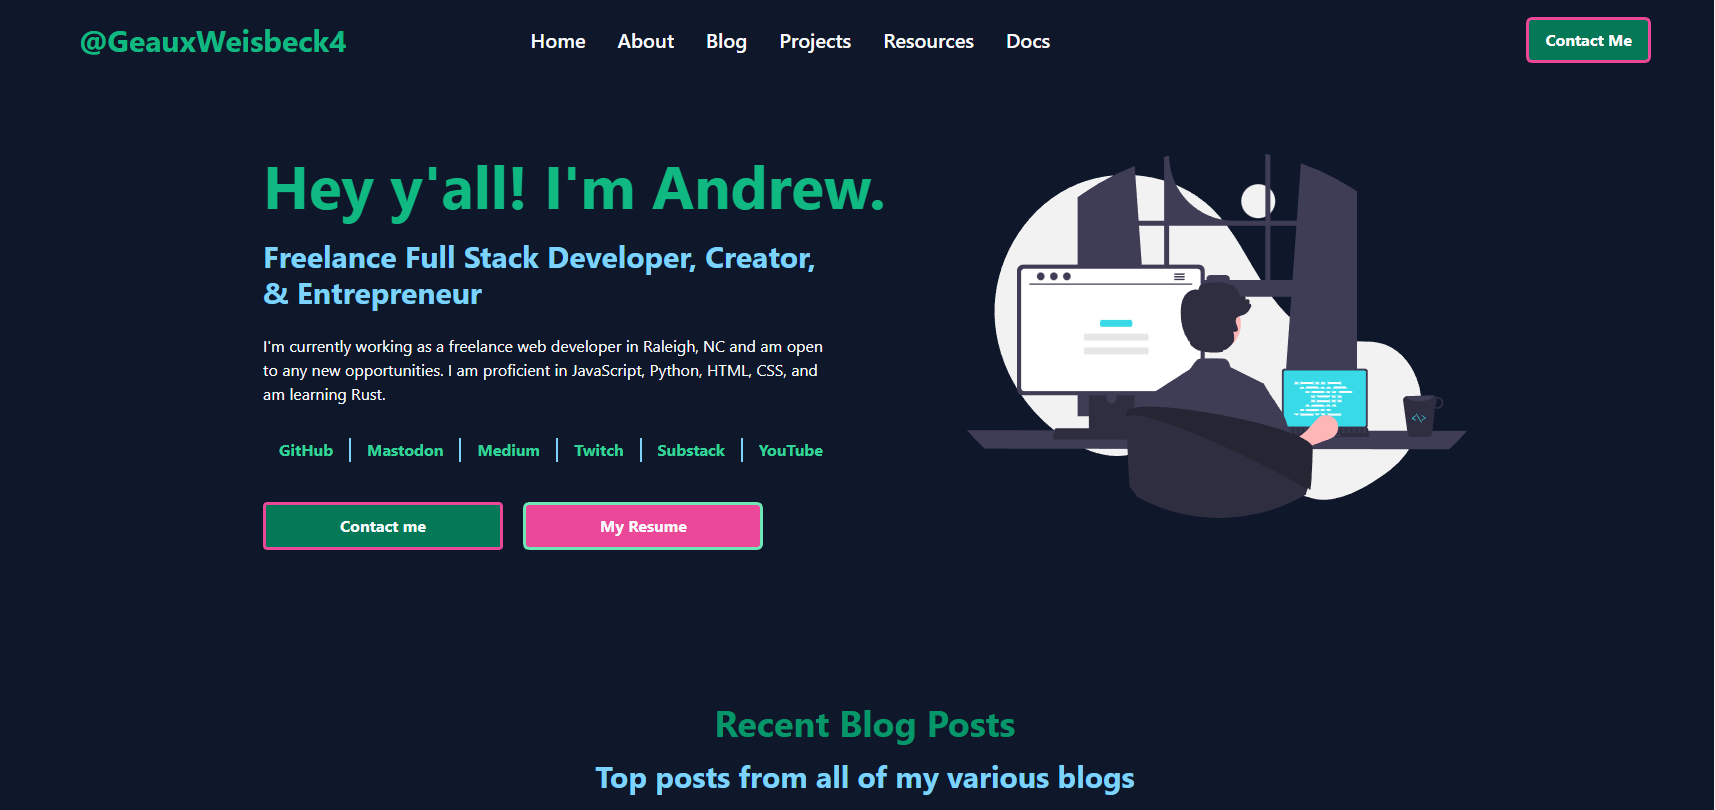 @GeauxWeisbeck4
Home About Blog Projects Resources Docs
Contact Me
Hey y'all! I'm Andrew.
Freelance Full Stack Developer, Creator,
& Entrepreneur
I'm currently working as a freelance web developer in Raleigh, NC and am open
to any new opportunities. I am proficient in JavaScript, Python, HTML, CSS, and
am learning Rust.
GitHub Mastodon Medium Twitch Substack YouTube
Contact me My Resume
Recent Blog Posts
Top posts from all of my various blogs